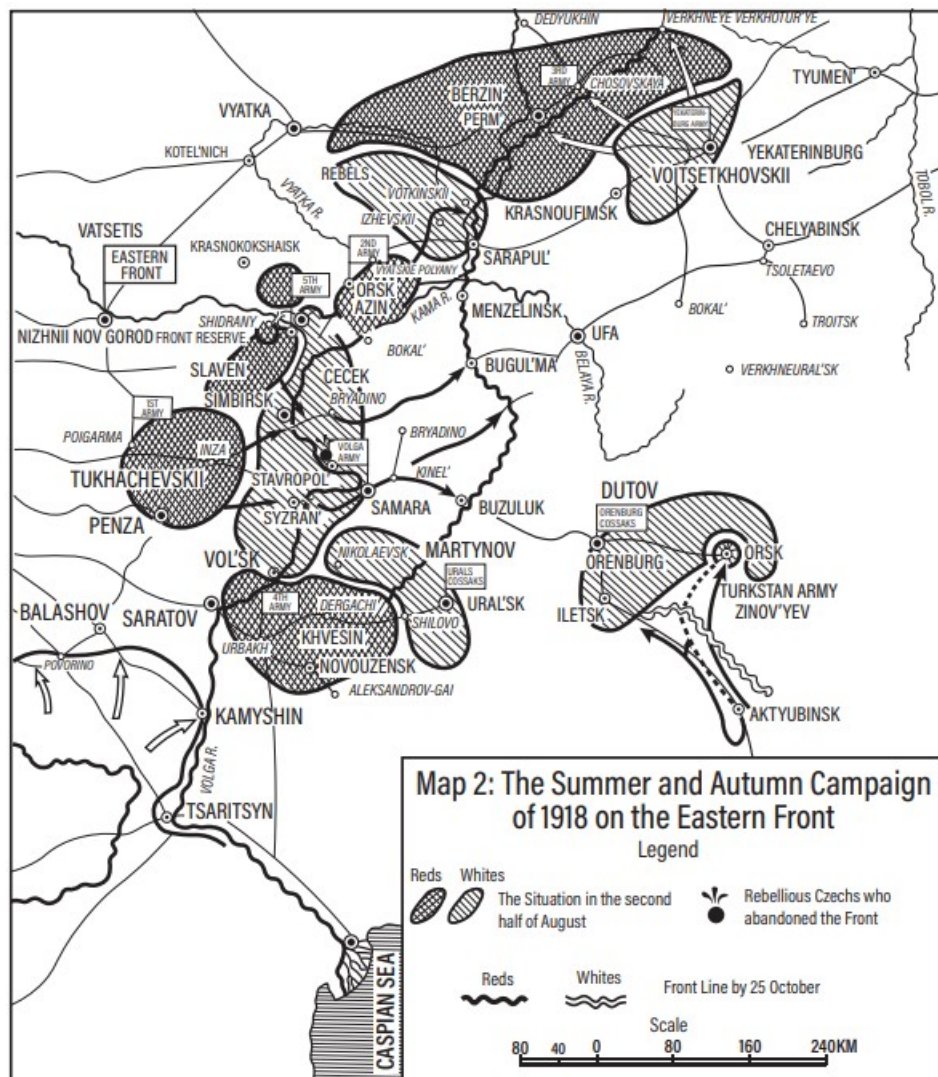 DEDYUKHIN
VERKHNEYE VERKHOTUR'YE
3RD
ARMY
CHOSOVSKAYA
TYUMEN'
BERZIN
PERM'
YEKATERIN-
BURG ARMY
VYATKA
YEKATERINBURG
KOTEL'NICH
REBELS
VOTKINSKII
VOITSETKHOVSKII
TOBOL R.
VYATKA R.
IZHEVSKII
KRASNOUFIMSK
VATSETIS
CHELYABINSK
EASTERN
FRONT
KRASNOKOKSHAISK
2ND
ARMY
SARAPUL'
TSOLETAEVO
5TH
ARMY
VYATSKIE POLYANY
ORSK
AZIN
KAMA R.
MENZELINSK
BOKAL'
TROITSK
NIZHNII NOV GOROD
SHIDRANY
FRONT RESERVE
UFA
BOKAL'
SLAVEN
BUGUL'MA'
BELAYA R.
VERKHNEURAL'SK
CECEK
SIMBIRSK
BRYADINO
1ST
ARMY
POIGARMA
INZA
VOLGA
ARMY
BRYADINO
TUKHACHEVSKII
STAVROPOL'
KINEL'
PENZA
SYZRAN'
SAMARA
BUZULUK
DUTOV
ORENBURG
COSSAKS
ORENBURG
ORSK
VOL'SK
NIKOLAEVSK
MARTYNOV
URALS
COSSAKS
TURKSTAN ARMY
ZINOV'YEV
BALASHOV
SARATOV
4TH
ARMY
DERGACHI
URAL'SK
ILETSK
KHVESIN
SHILOVO
URBAKH
POVORINO
NOVOUZENSK
ALEKSANDROV-GAI
KAMYSHIN
AKTYUBINSK
VOLGA R.
TSARITSYN
CASPIAN SEA
Map 2: The Summer and Autumn Campaign
of 1918 on the Eastern Front
Legend
Reds Whites
The Situation in the second
half of August
Rebellious Czechs who
abandoned the Front
Reds Whites Front Line by 25 October
Scale
80 40 0 80 160 240 KM